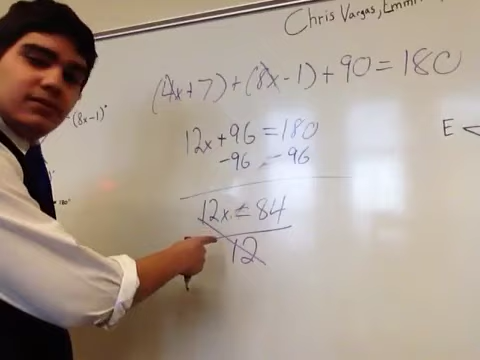 Chris Vargas, Emm
(4x+7)+(8x-1)+90=180
(8x-1)°
12x+96=180
E
-96 -96
12x = 84
12